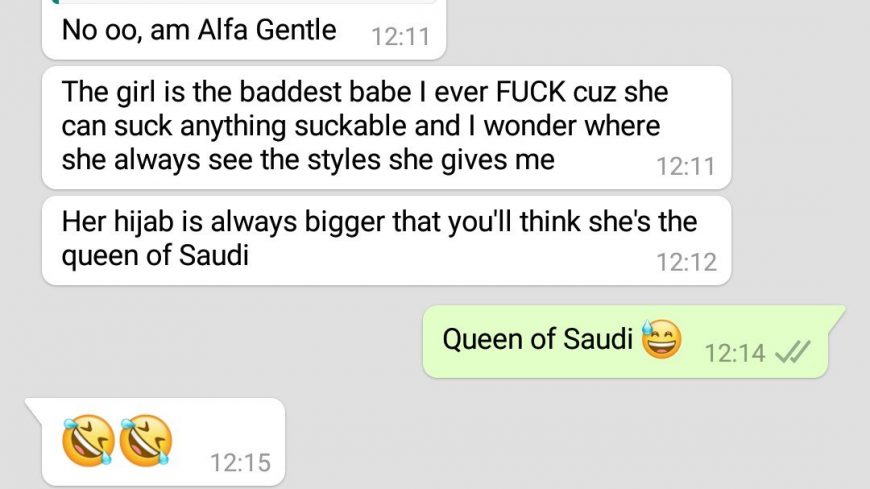 No oo, am Alfa Gentle 12:11
The girl is the baddest babe I ever FUCK cuz she
can suck anything suckable and I wonder where
she always see the styles she gives me 12:11
Her hijab is always bigger that you'll think she's the
queen of Saudi 12:12
Queen of Saudi 😅 12:14
🤣🤣 12:15